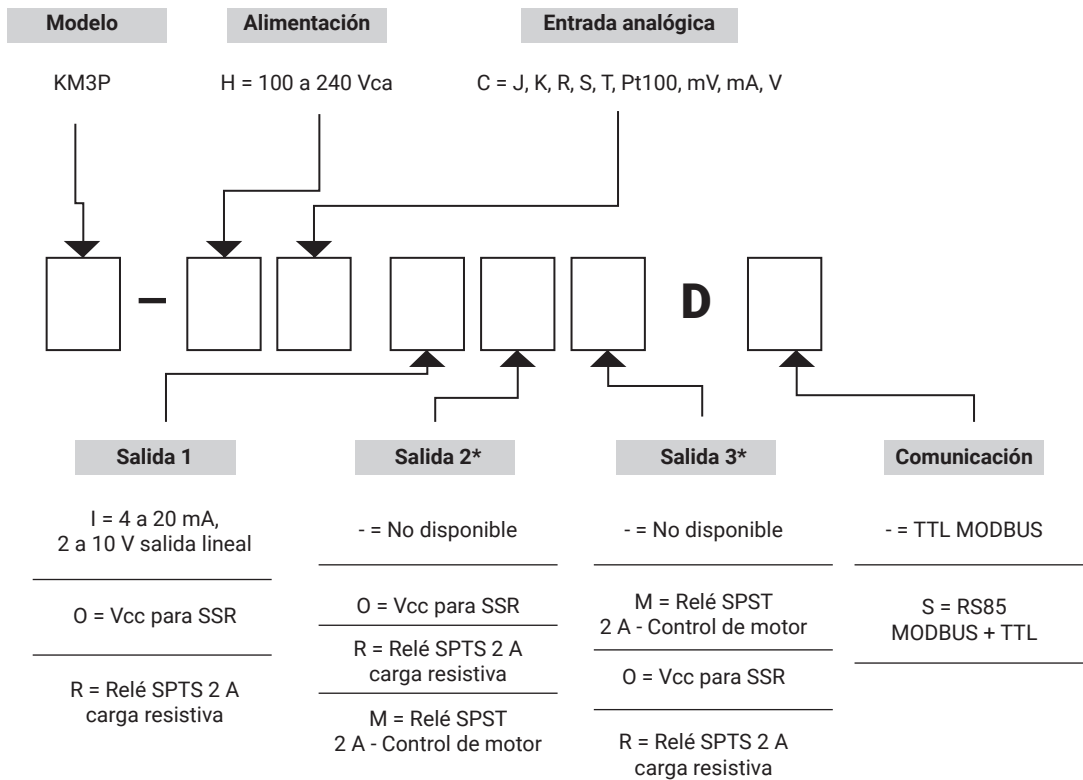 Modelo
Alimentación
Entrada analógica
KM3P
H = 100 a 240 Vca
C = J, K, R, S, T, Pt100, mV, mA, V
–
D
Salida 1
I = 4 a 20 mA,
2 a 10 V salida lineal
O = Vcc para SSR
R = Relé SPTS 2 A
carga resistiva
Salida 2*
- = No disponible
O = Vcc para SSR
R = Relé SPTS 2 A
carga resistiva
M = Relé SPST
2 A - Control de motor
Salida 3*
- = No disponible
M = Relé SPST
2 A - Control de motor
O = Vcc para SSR
R = Relé SPTS 2 A
carga resistiva
Comunicación
- = TTL MODBUS
S = RS85
MODBUS + TTL